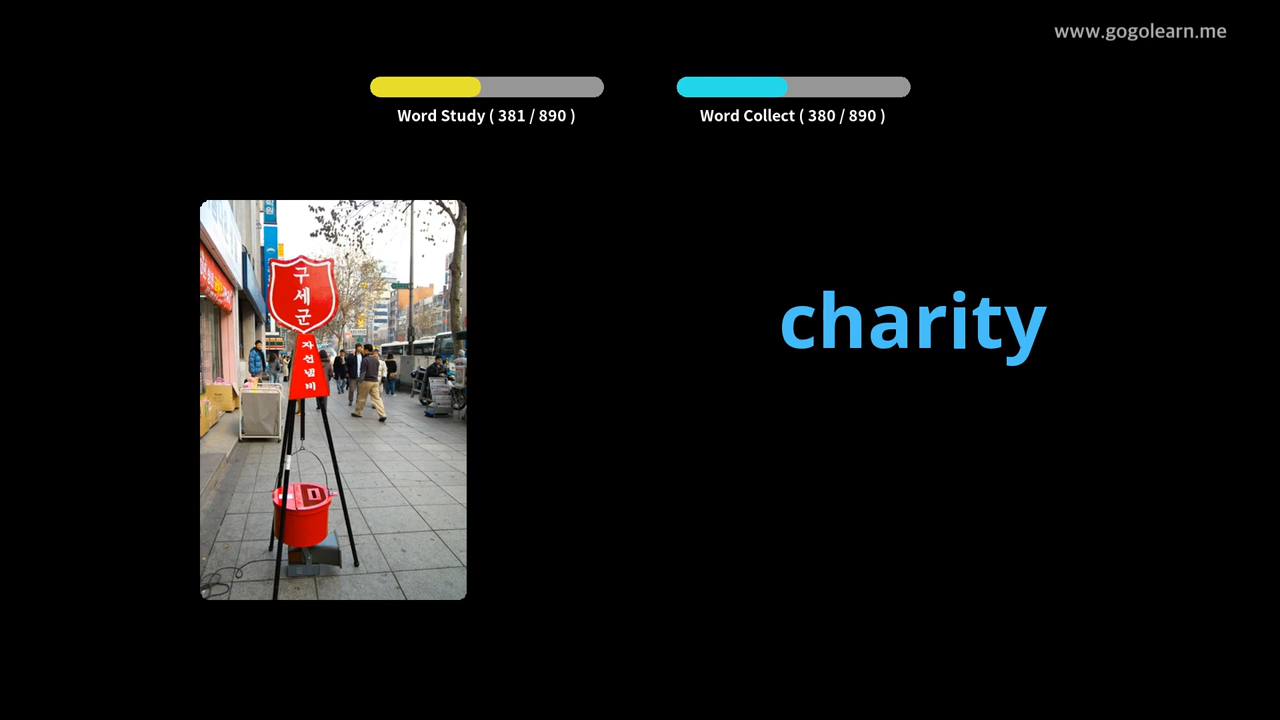 www.gogolearn.me
Word Study ( 381 / 890 )
Word Collect ( 380 / 890 )
구
세
군
자
선
냄
비
charity